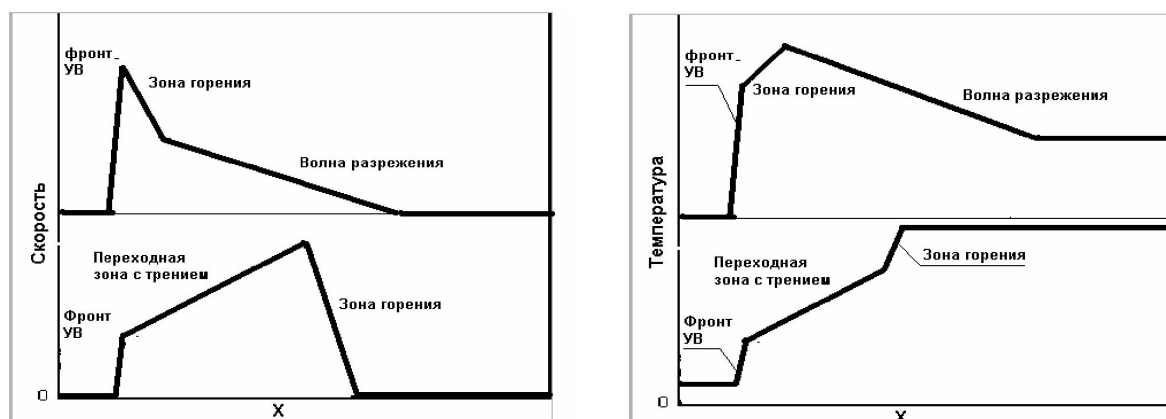 фронт
УВ
Зона горения
Волна разрежения
Скорость
Переходная
зона с трением
Фронт
УВ
Зона горения
0
X
фронт
УВ
Зона горения
Волна разрежения
Температура
Переходная
зона с трением
Зона горения
Фронт
УВ
0
X